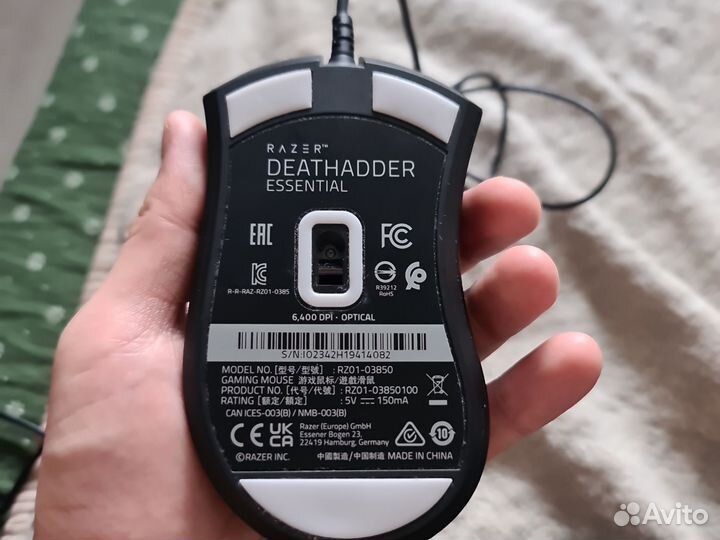 RAZER™
DEATHADDER
ESSENTIAL
EAC FC
R-R-RAZ-RZ01-0385
R39212
RoHS
6,400 DPI · OPTICAL
S/N:IO2342H19414082
MODEL NO. [型号/型號] : RZ01-03850
GAMING MOUSE 游戏鼠标/遊戲滑鼠
PRODUCT NO. [代号/代號] : RZ01-03850100
RATING [額定/额定] : 5V ⎓ 150mA
CAN ICES-003(B) / NMB-003(B)
CE UK CA
Razer (Europe) GmbH
Essener Bogen 23,
22419 Hamburg, Germany
10
©RAZER INC. 中國製造/中国制造 MADE IN CHINA
Avito